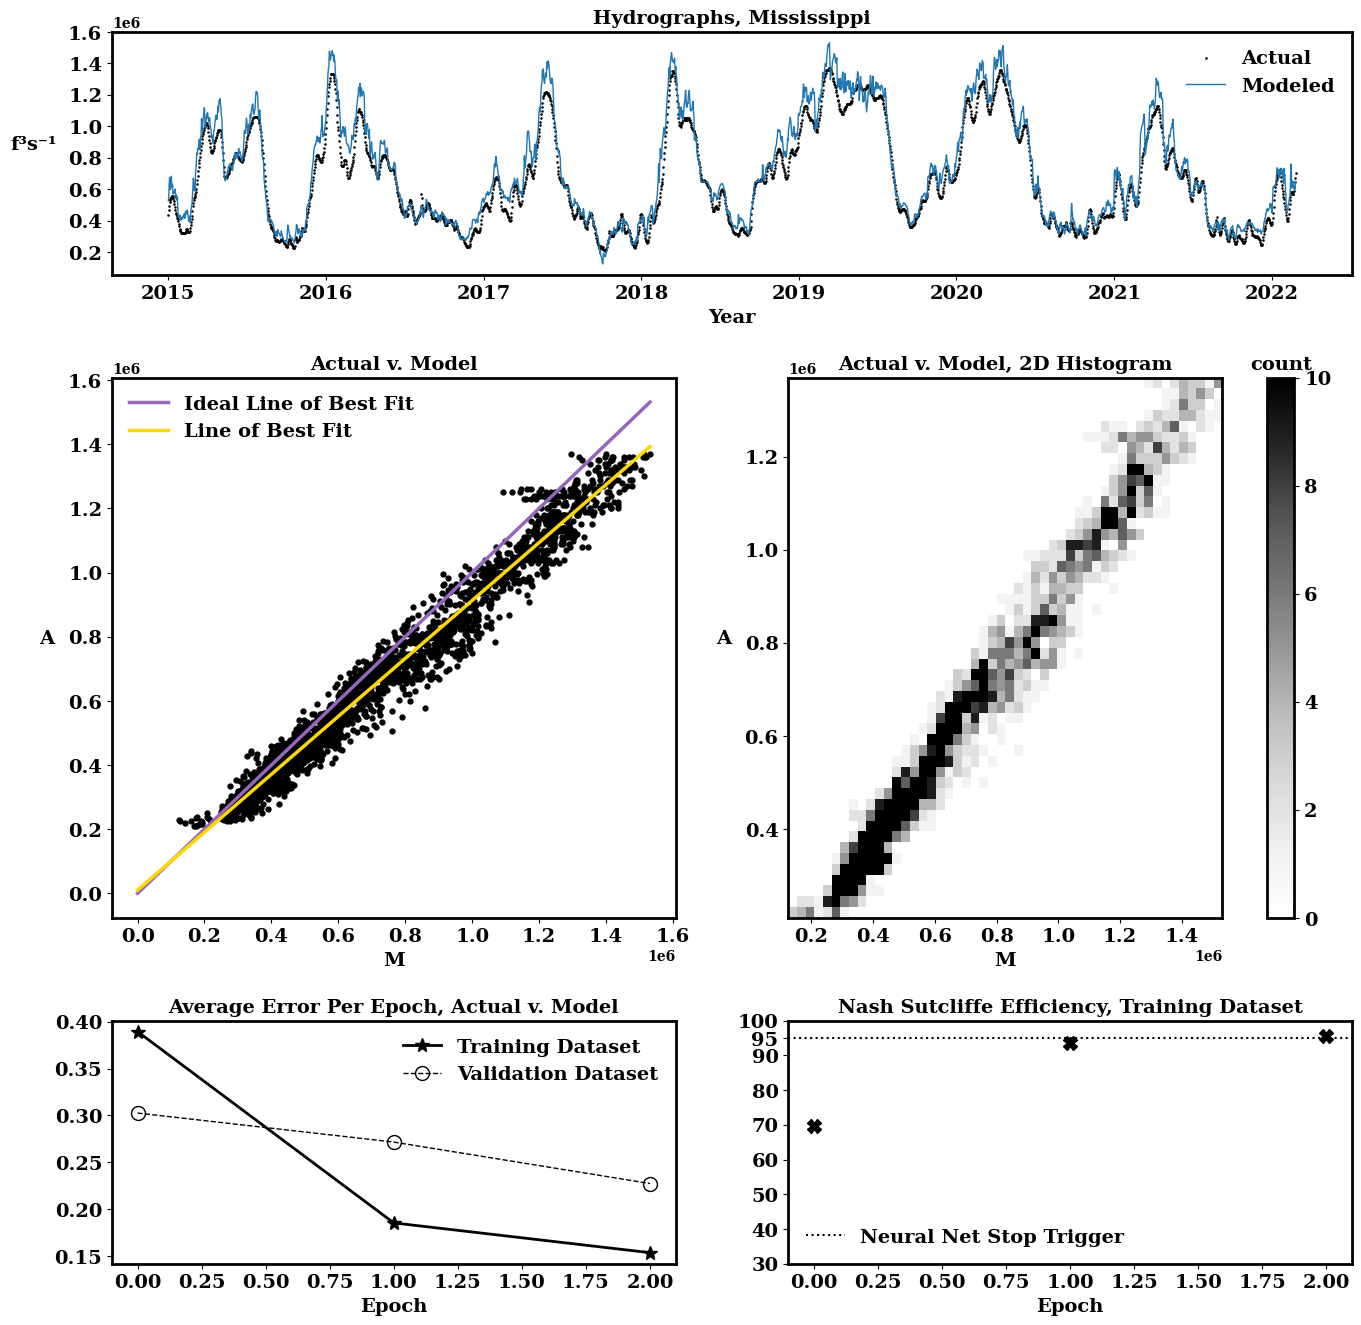 Hydrographs, Mississippi
1e6
1.6
1.4
1.2
1.0
0.8
0.6
0.4
0.2
f³s⁻¹
Actual
Modeled
2015 2016 2017 2018 2019 2020 2021 2022
Year
Actual v. Model
1e6
1.6
1.4
1.2
1.0
0.8
0.6
0.4
0.2
0.0
A
Ideal Line of Best Fit
Line of Best Fit
0.0 0.2 0.4 0.6 0.8 1.0 1.2 1.4 1.6
M
1e6
Actual v. Model, 2D Histogram
1e6
1.2
1.0
0.8
0.6
0.4
A
0.2 0.4 0.6 0.8 1.0 1.2 1.4
M
1e6
count
10
8
6
4
2
0
Average Error Per Epoch, Actual v. Model
0.40
0.35
0.30
0.25
0.20
0.15
Training Dataset
Validation Dataset
0.00 0.25 0.50 0.75 1.00 1.25 1.50 1.75 2.00
Epoch
Nash Sutcliffe Efficiency, Training Dataset
100
95
90
80
70
60
50
40
30
Neural Net Stop Trigger
0.00 0.25 0.50 0.75 1.00 1.25 1.50 1.75 2.00
Epoch